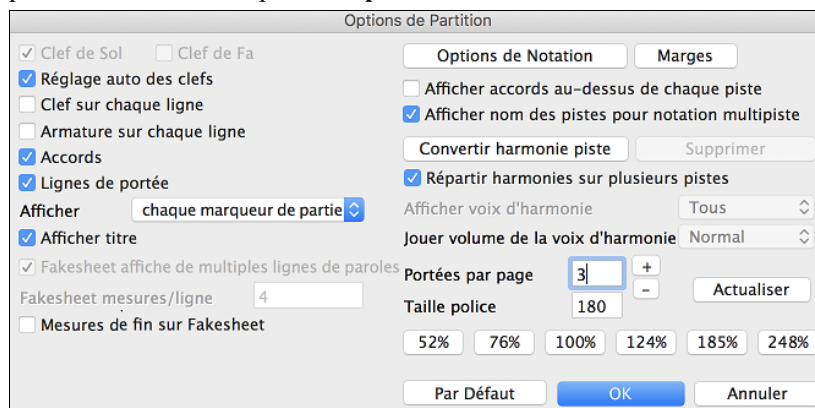 Options de Partition
Clef de Sol Clef de Fa
Réglage auto des clefs
Clef sur chaque ligne
Armature sur chaque ligne
Accords
Lignes de portée
Afficher chaque marqueur de partie
Afficher titre
Fakesheet affiche de multiples lignes de paroles
Fakesheet mesures/ligne 4
Mesures de fin sur Fakesheet
Options de Notation Marges
Afficher accords au-dessus de chaque piste
Afficher nom des pistes pour notation multipiste
Convertir harmonie piste Supprimer
Répartir harmonies sur plusieurs pistes
Afficher voix d'harmonie Tous
Jouer volume de la voix d'harmonie Normal
Portées par page 3 + -
Taille police 180 Actualiser
52% 76% 100% 124% 185% 248%
Par Défaut OK Annuler